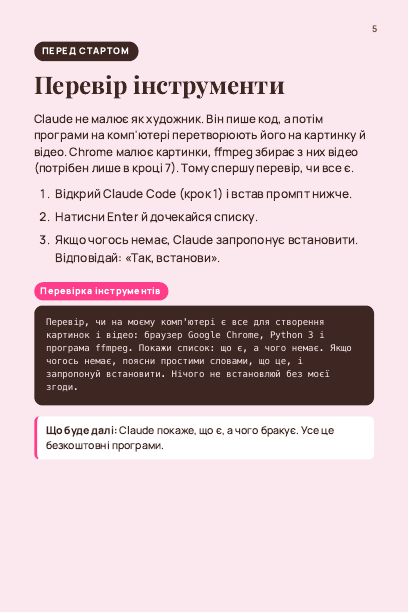 5
ПЕРЕД СТАРТОМ
Перевір інструменти
Claude не малює як художник. Він пише код, а потім
програми на комп'ютері перетворюють його на картинку й
відео. Chrome малює картинки, ffmpeg збирає з них відео
(потрібен лише в кроці 7). Тому спершу перевір, чи все є.
1. Відкрий Claude Code (крок 1) і встав промпт нижче.
2. Натисни Enter й дочекайся списку.
3. Якщо чогось немає, Claude запропонує встановити.
Відповідай: «Так, встанови».
Перевірка інструментів
Перевір, чи на моєму комп'ютері є все для створення
картинок і відео: браузер Google Chrome, Python 3 і
програма ffmpeg. Покажи список: що є, а чого немає. Якщо
чогось немає, поясни простими словами, що це, і
запропонуй встановити. Нічого не встановлюй без моєї
згоди.
Що буде далі: Claude покаже, що є, а чого бракує. Усе це
безкоштовні програми.